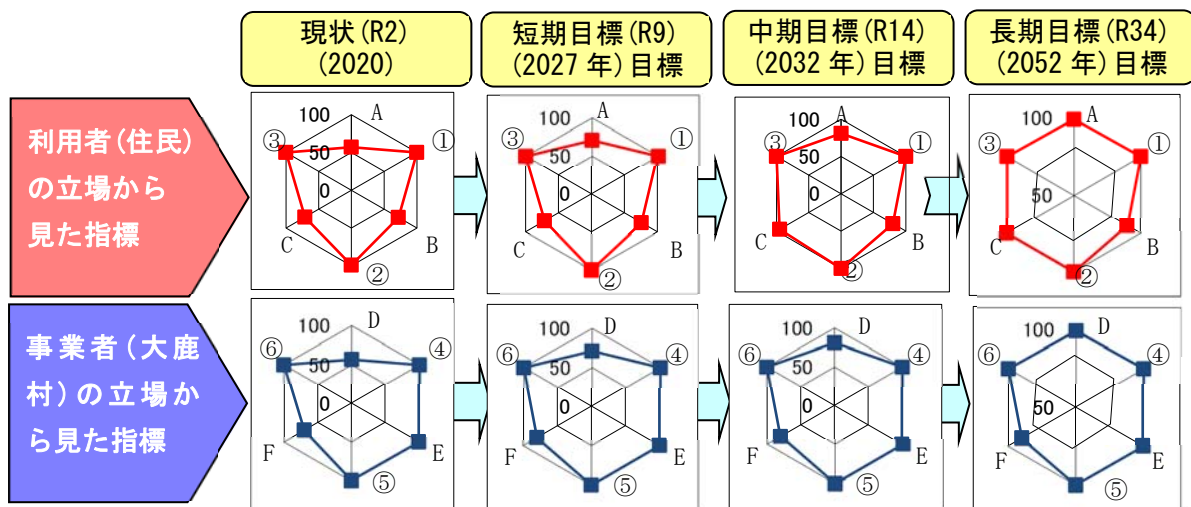 現状(R2)
(2020)
短期目標(R9)
(2027年)目標
中期目標(R14)
(2032年)目標
長期目標(R34)
(2052年)目標
利用者(住民)
の立場から
見た指標
100
A
③
①
50
0
C
B
②
100
A
③
①
50
0
C
B
②
100
A
③
①
50
0
C
B
②
100
A
③
①
50
C
B
②
事業者(大鹿
村)の立場か
ら見た指標
100
D
⑥
④
50
0
F
E
⑤
100
D
⑥
④
50
0
F
E
⑤
100
D
⑥
④
50
0
F
E
⑤
100
D
⑥
④
50
F
E
⑤